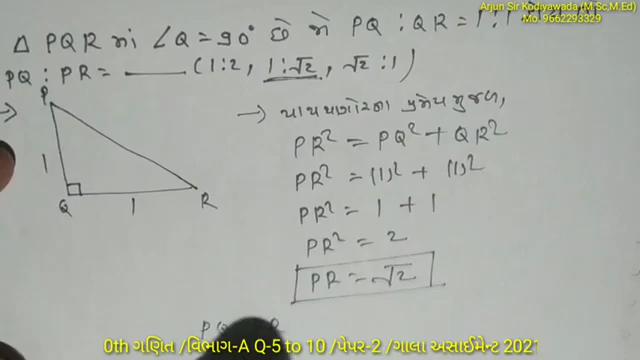 Arjun Sir Kodiyawada (M.Sc,M.Ed)
Mo. 9662293329
Δ PQR માં ∠Q = 90° છે ને PQ : QR = 1:1
PQ : PR = ——— (1:2, 1:√2, √2:1)
→)
P
1
Q
1
R
→ પાયથાગોરસના પ્રમેય મુજબ,
PR² = PQ² + QR²
PR² = (1)² + (1)²
PR² = 1 + 1
PR² = 2
PR = √2
0th ગણિત /વિભાગ-A Q-5 to 10 /પેપર-2 /ગાલા અસાઈમેન્ટ 2021